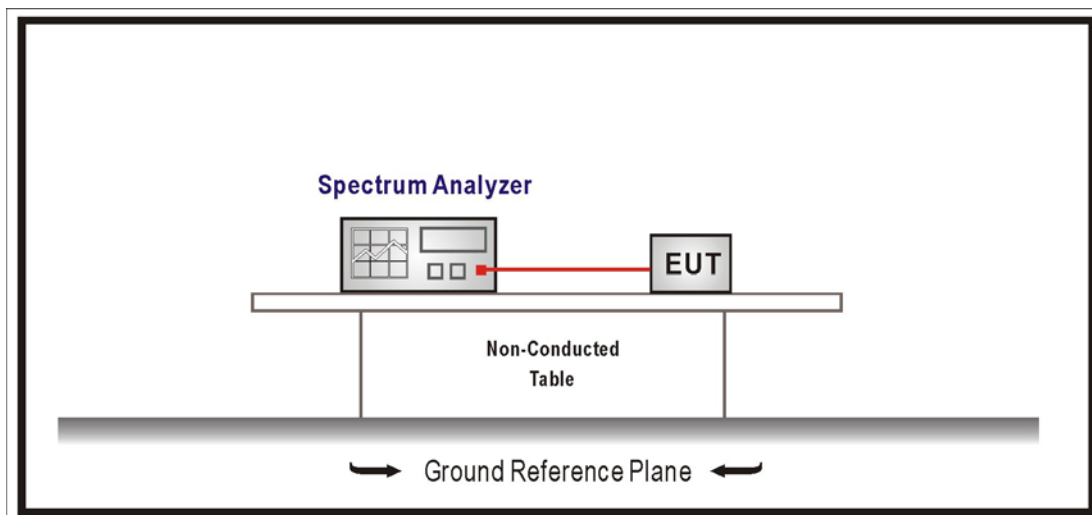 Spectrum Analyzer
EUT
Non-Conducted
Table
Ground Reference Plane